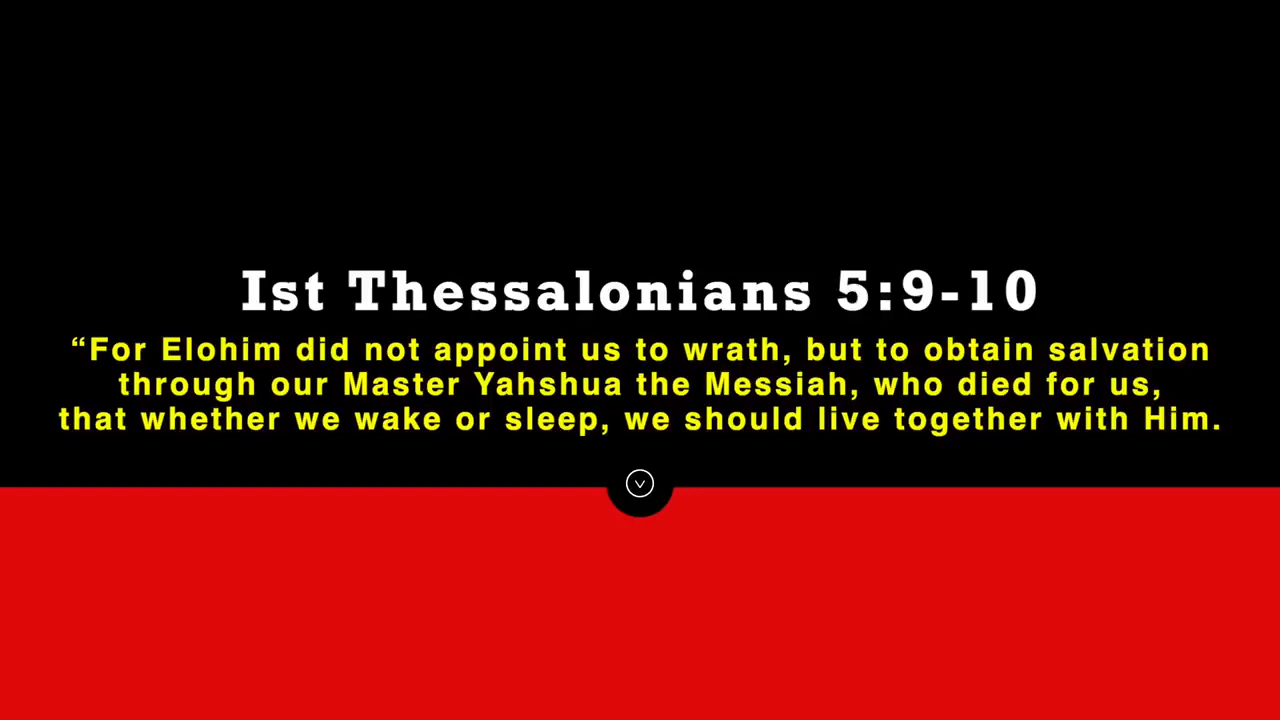 Ist Thessalonians 5:9-10
“For Elohim did not appoint us to wrath, but to obtain salvation
through our Master Yahshua the Messiah, who died for us,
that whether we wake or sleep, we should live together with Him.